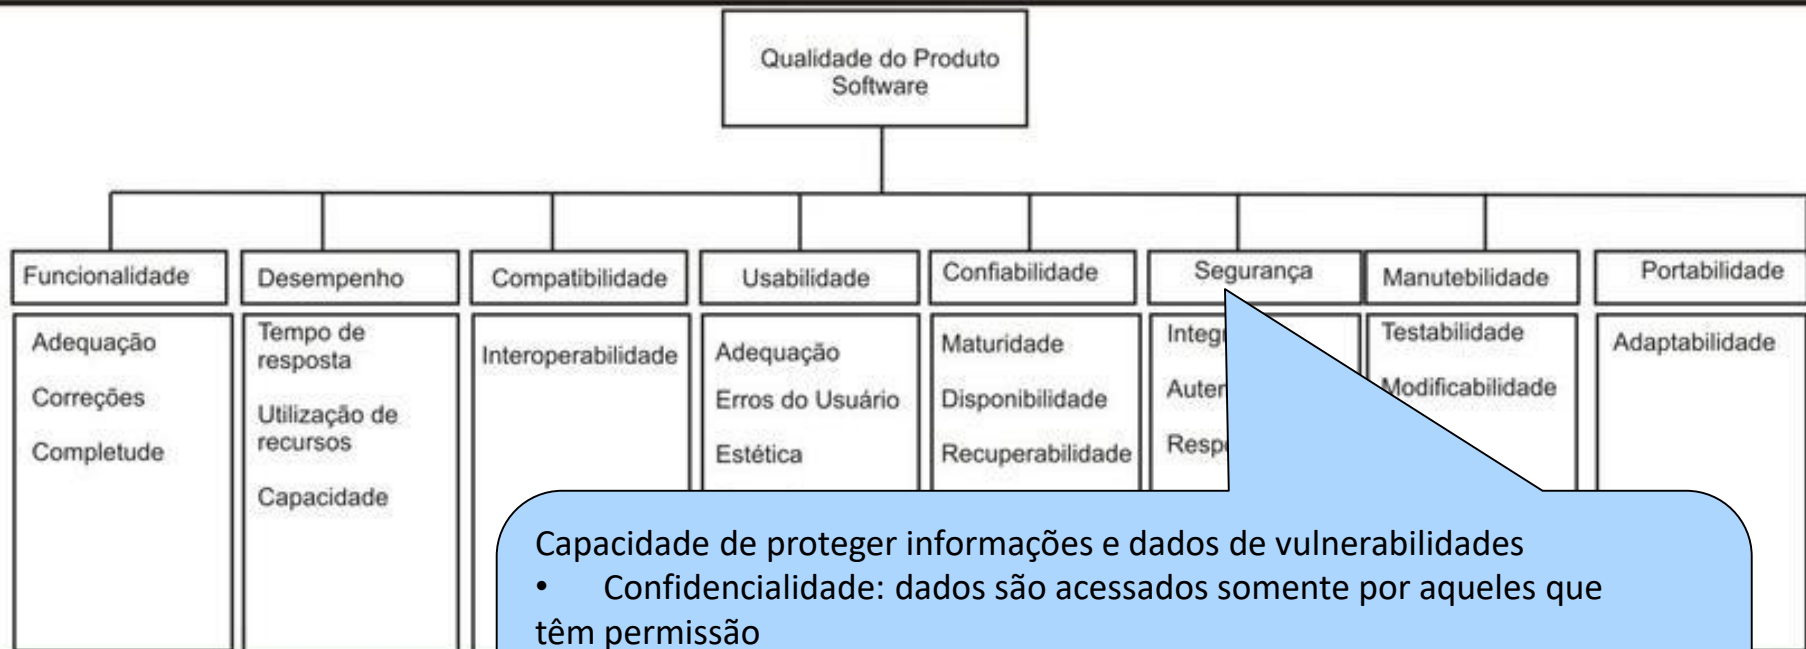 Qualidade do Produto
Software
Funcionalidade
Desempenho
Compatibilidade
Usabilidade
Confiabilidade
Segurança
Manutebilidade
Portabilidade
Adequação
Correções
Completude
Tempo de
resposta
Utilização de
recursos
Capacidade
Interoperabilidade
Adequação
Erros do Usuário
Estética
Maturidade
Disponibilidade
Recuperabilidade
Testabilidade
Modificabilidade
Adaptabilidade
Capacidade de proteger informações e dados de vulnerabilidades
• Confidencialidade: dados são acessados somente por aqueles que
têm permissão